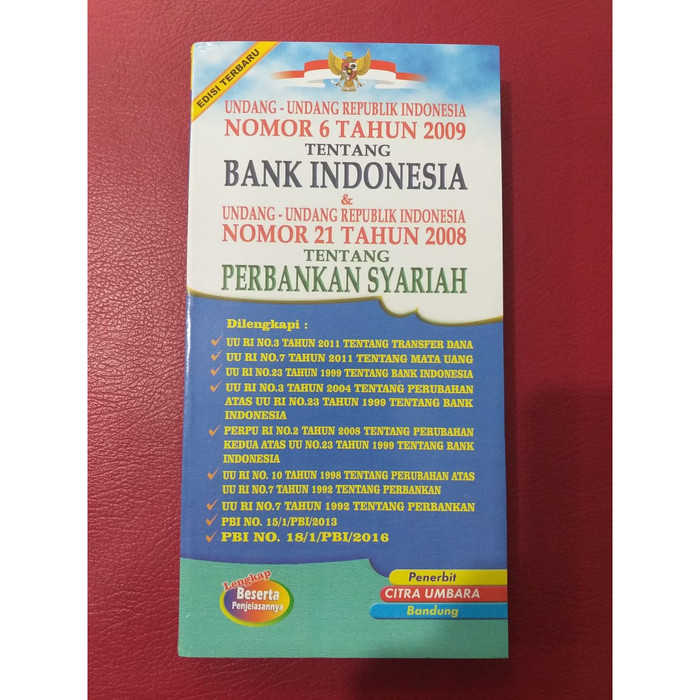 EDISI TERBARU
UNDANG - UNDANG REPUBLIK INDONESIA
NOMOR 6 TAHUN 2009
TENTANG
BANK INDONESIA
&
UNDANG - UNDANG REPUBLIK INDONESIA
NOMOR 21 TAHUN 2008
TENTANG
PERBANKAN SYARIAH
Dilengkapi :
UU RI NO.3 TAHUN 2011 TENTANG TRANSFER DANA
UU RI NO.7 TAHUN 2011 TENTANG MATA UANG
UU RI NO.23 TAHUN 1999 TENTANG BANK INDONESIA
UU RI NO.3 TAHUN 2004 TENTANG PERUBAHAN
ATAS UU RI NO.23 TAHUN 1999 TENTANG BANK
INDONESIA
PERPU RI NO.2 TAHUN 2008 TENTANG PERUBAHAN
KEDUA ATAS UU NO.23 TAHUN 1999 TENTANG BANK
INDONESIA
UU RI NO. 10 TAHUN 1998 TENTANG PERUBAHAN ATAS
UU RI NO.7 TAHUN 1992 TENTANG PERBANKAN
UU RI NO.7 TAHUN 1992 TENTANG PERBANKAN
PBI NO. 15/1/PBI/2013
PBI NO. 18/1/PBI/2016
Lengkap
Beserta
Penjelasannya
Penerbit
CITRA UMBARA
Bandung